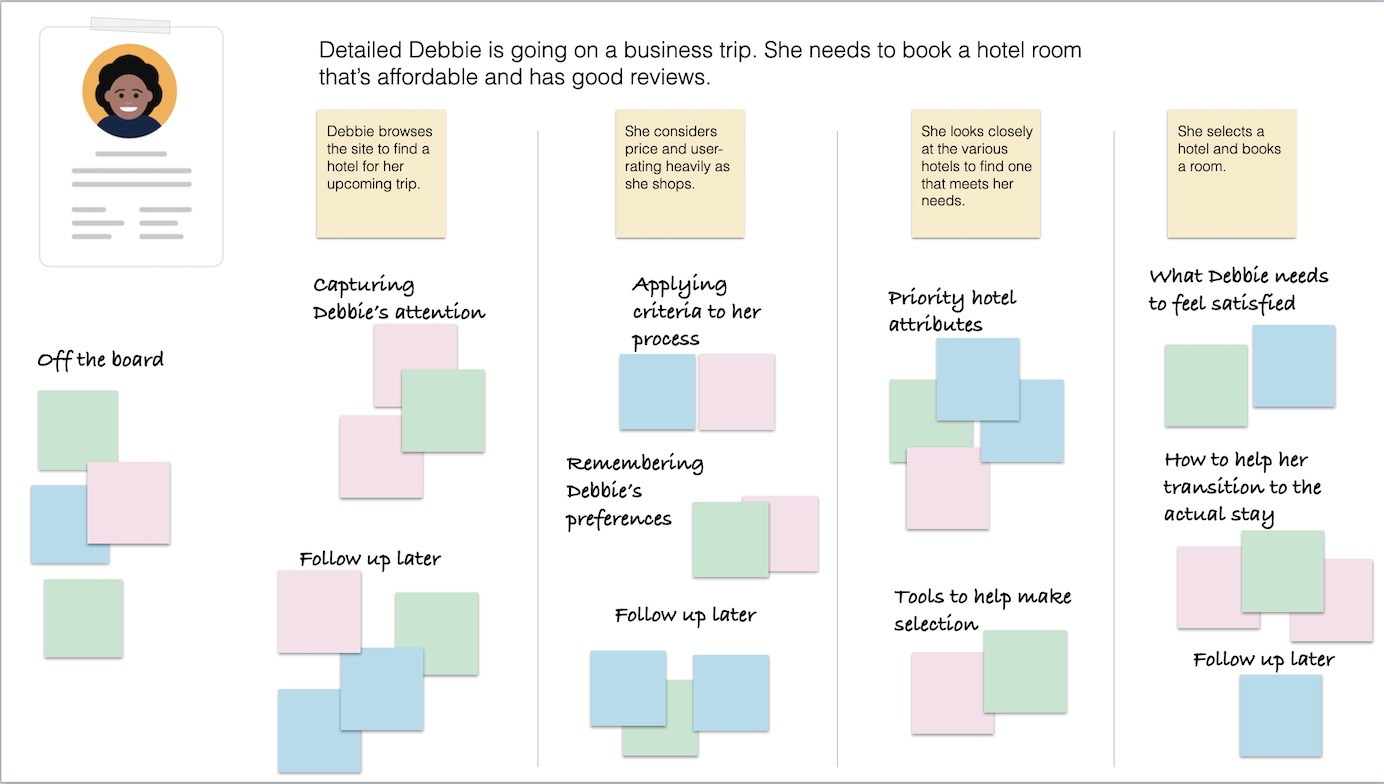 Detailed Debbie is going on a business trip. She needs to book a hotel room
that's affordable and has good reviews.
Debbie browses
the site to find a
hotel for her
upcoming trip.
She considers
price and user-
rating heavily as
she shops.
She looks closely
at the various
hotels to find one
that meets her
needs.
She selects a
hotel and books
a room.
Off the board
Capturing
Debbie's attention
Follow up later
Applying
criteria to her
process
Remembering
Debbie's
preferences
Follow up later
Priority hotel
attributes
Tools to help make
selection
What Debbie needs
to feel satisfied
How to help her
transition to the
actual stay
Follow up later